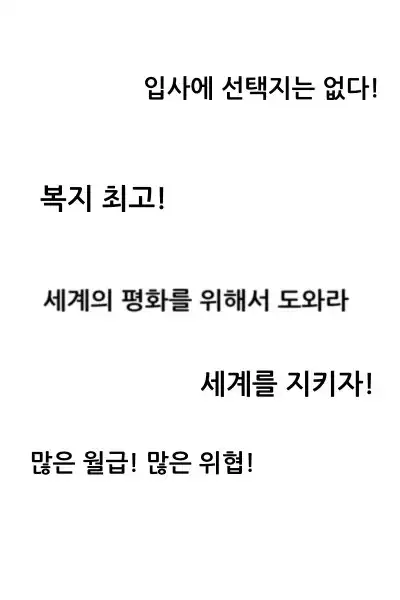 입사에 선택지는 없다!
복지 최고!
세계의 평화를 위해서 도와라
세계를 지키자!
많은 월급! 많은 위협!